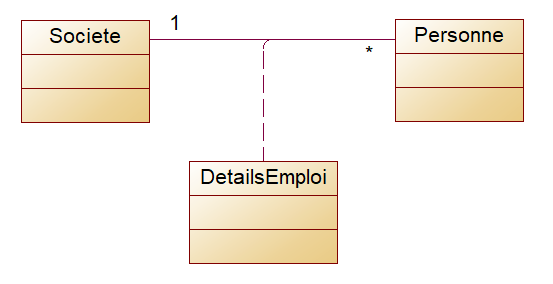 Societe
1
*
Personne
DetailsEmploi